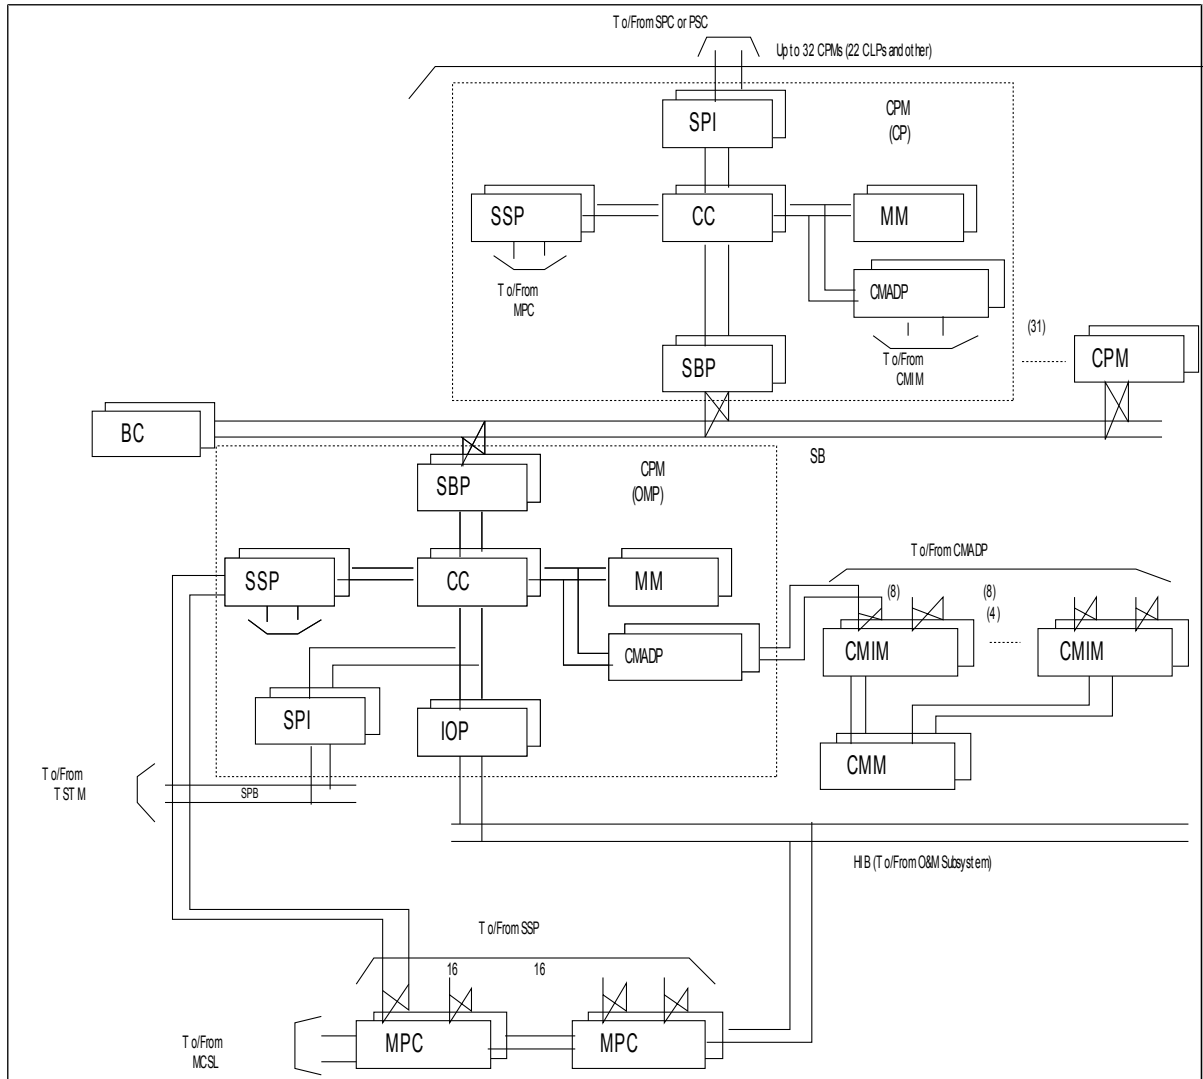 To/From SPC or PSC
Up to 32 CPMs (22 CLPs and other)
SPI
CPM
(CP)
SSP
CC
MM
To/From
MPC
CMADP
SBP
To/From
CMIM
(31)
CPM
BC
SB
SBP
CPM
(OMP)
SSP
CC
MM
To/From CMADP
(8)
(8)
(4)
CMADP
CMIM
CMIM
SPI
IOP
CMM
To/From
TSTM
SPB
HIB (To/From O&M Subsystem)
To/From SSP
16
16
MPC
MPC
To/From
MCSL